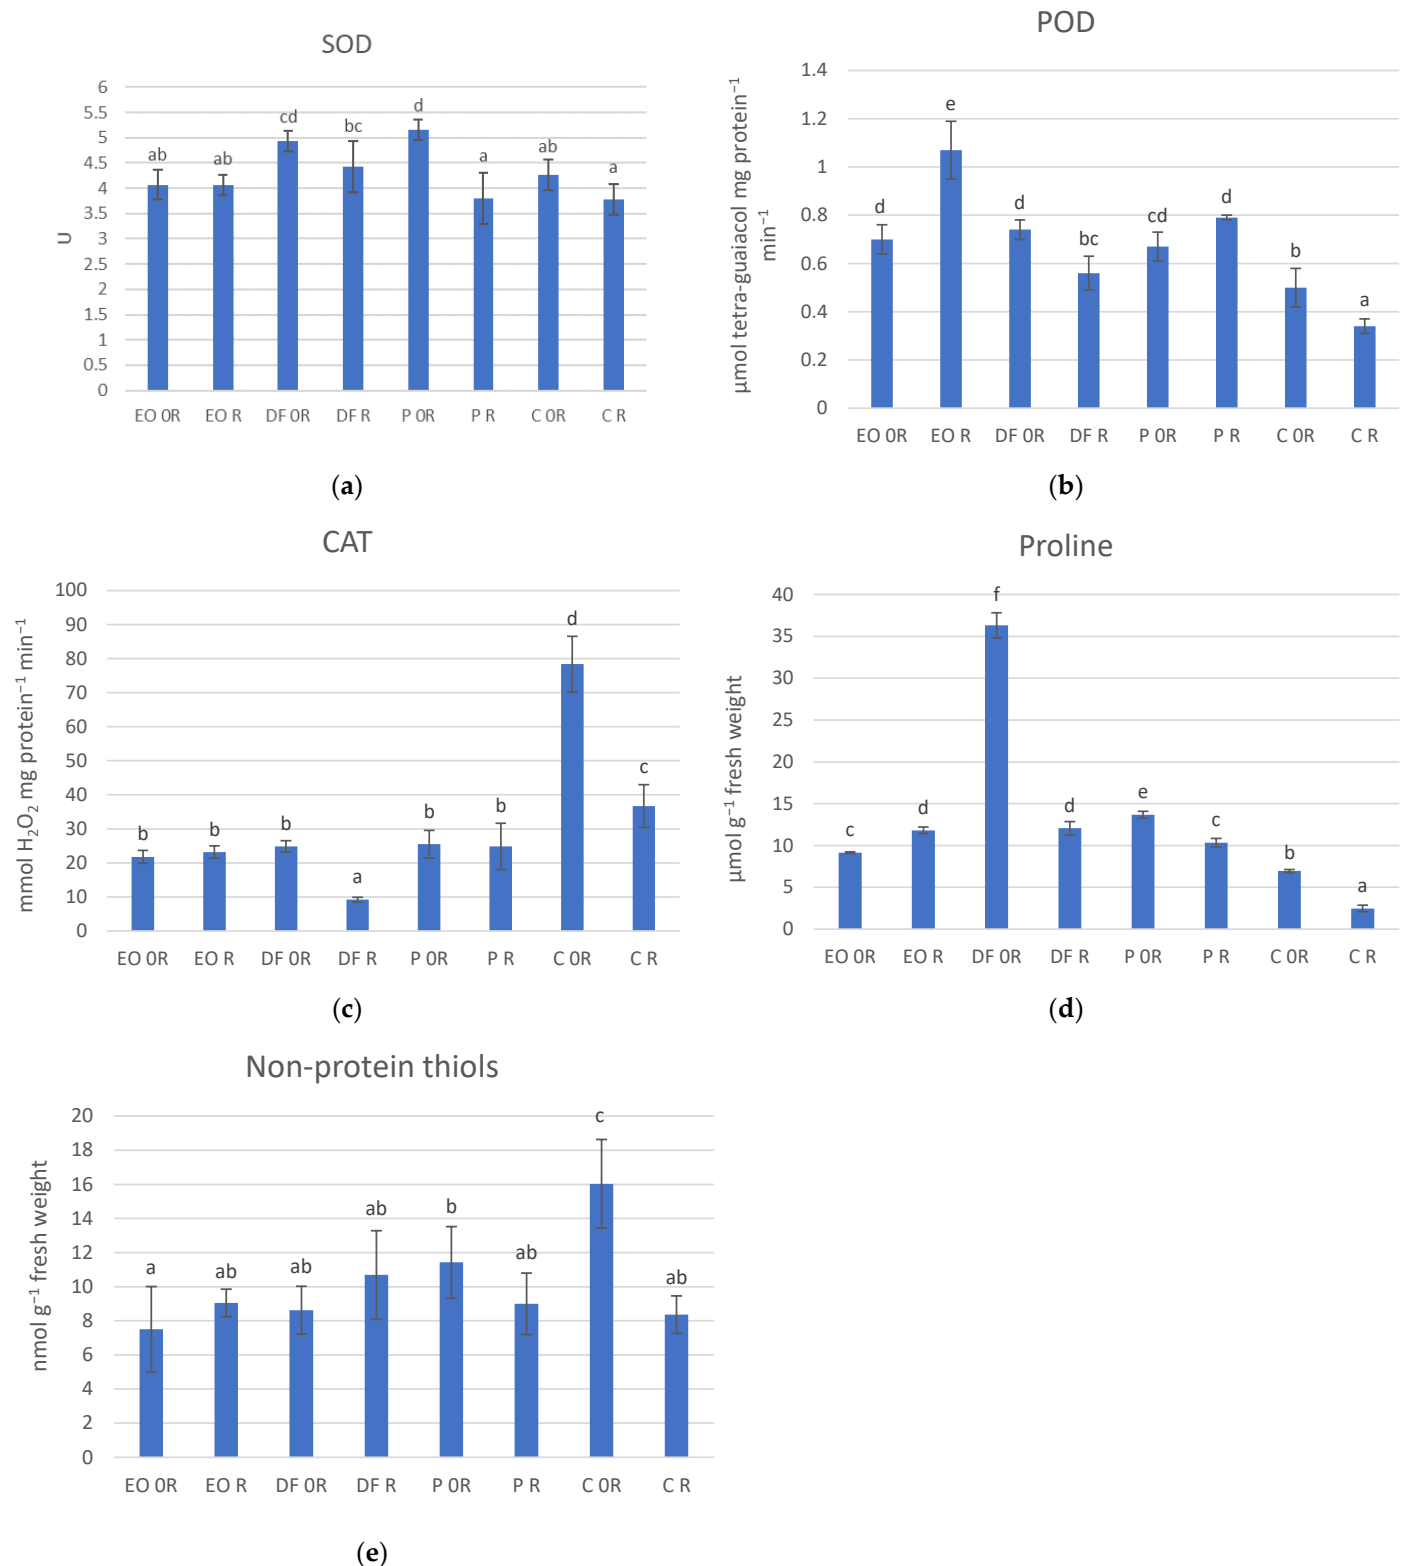 SOD
6
5.5
5
4.5
4
3.5
3
2.5
2
1.5
1
0.5
0
U
ab
ab
cd
bc
d
a
ab
a
EO 0R EO R DF 0R DF R P 0R P R C 0R C R
(a)
POD
1.4
1.2
1
0.8
0.6
0.4
0.2
0
µmol tetra-guaiacol mg protein⁻¹
min⁻¹
d
e
d
bc
cd
d
b
a
EO 0R EO R DF 0R DF R P 0R P R C 0R C R
(b)
CAT
100
90
80
70
60
50
40
30
20
10
0
mmol H₂O₂ mg protein⁻¹ min⁻¹
b
b
b
a
b
b
d
c
EO 0R EO R DF 0R DF R P 0R P R C 0R C R
(c)
Proline
40
35
30
25
20
15
10
5
0
µmol g⁻¹ fresh weight
c
d
f
d
e
c
b
a
EO 0R EO R DF 0R DF R P 0R P R C 0R C R
(d)
Non-protein thiols
20
18
16
14
12
10
8
6
4
2
0
nmol g⁻¹ fresh weight
a
ab
ab
ab
b
ab
c
ab
EO 0R EO R DF 0R DF R P 0R P R C 0R C R
(e)